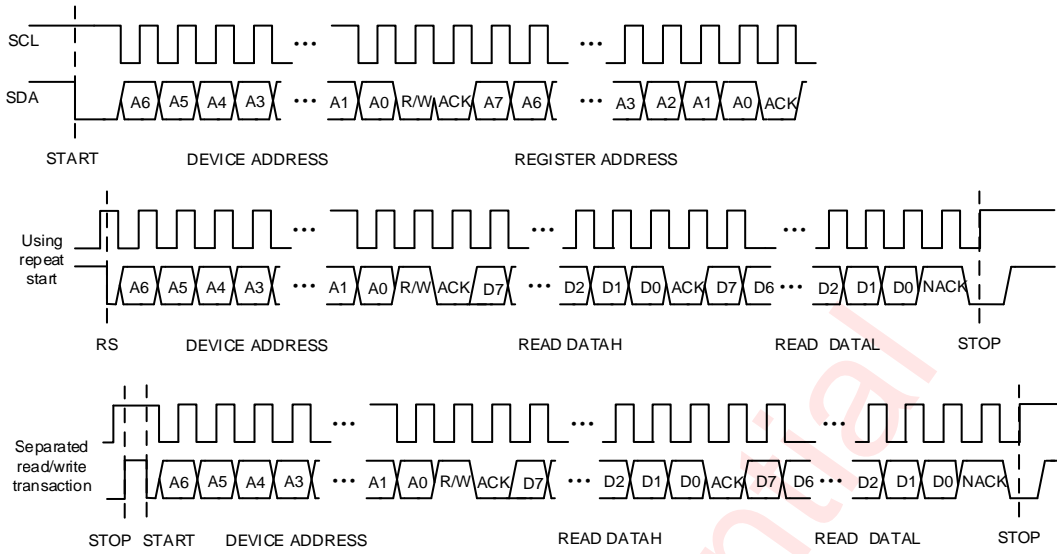 SCL
SDA
A6 A5 A4 A3 ••• A1 A0 R/W ACK A7 A6 ••• A3 A2 A1 A0 ACK
START DEVICE ADDRESS REGISTER ADDRESS
Using
repeat
start
A6 A5 A4 A3 ••• A1 A0 R/W ACK D7 ••• D2 D1 D0 ACK D7 D6 ••• D2 D1 D0 NACK
RS DEVICE ADDRESS READ DATAH READ DATAL STOP
Separated
read/write
transaction
A6 A5 A4 A3 ••• A1 A0 R/W ACK D7 ••• D2 D1 D0 ACK D7 D6 ••• D2 D1 D0 NACK
STOP START DEVICE ADDRESS READ DATAH READ DATAL STOP
ntial